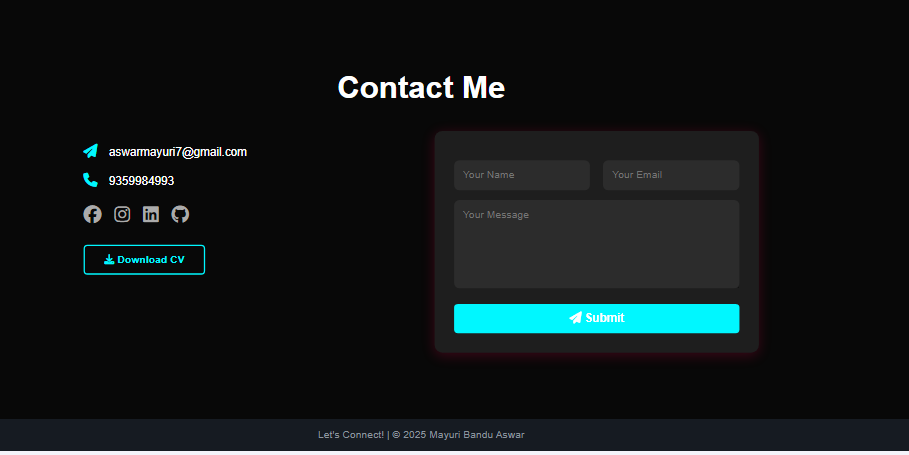 Contact Me
aswarmayuri7@gmail.com
9359984993
Download CV
Your Name
Your Email
Your Message
Submit
Let's Connect! | © 2025 Mayuri Bandu Aswar